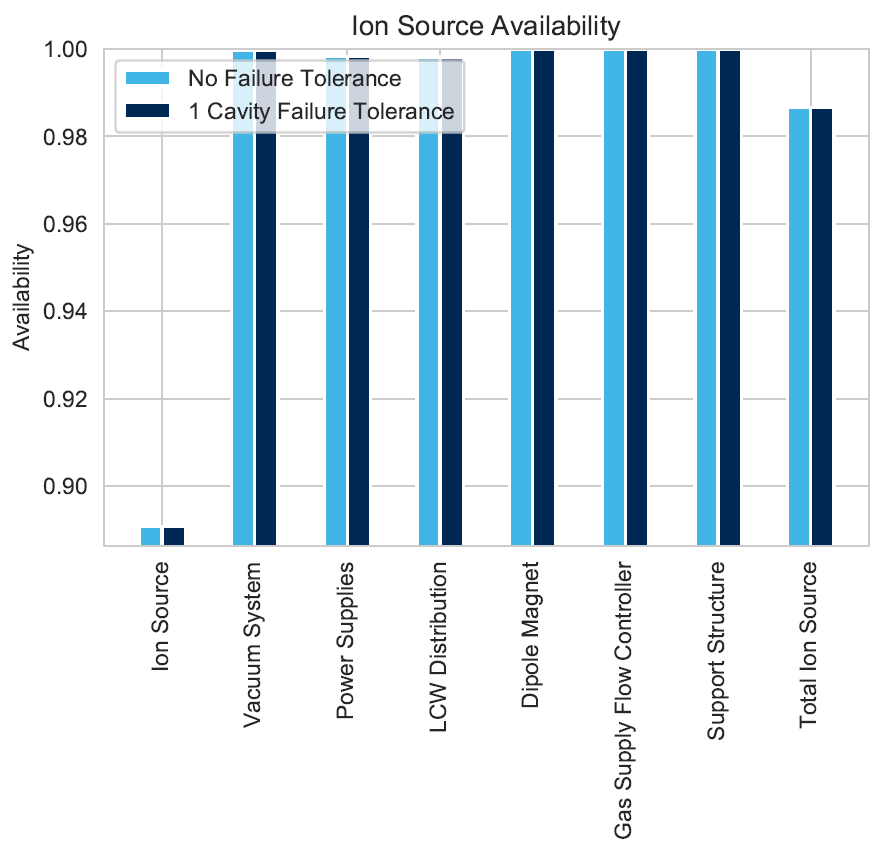 Ion Source Availability
No Failure Tolerance
1 Cavity Failure Tolerance
Availability
1.00
0.98
0.96
0.94
0.92
0.90
Ion Source
Vacuum System
Power Supplies
LCW Distribution
Dipole Magnet
Gas Supply Flow Controller
Support Structure
Total Ion Source